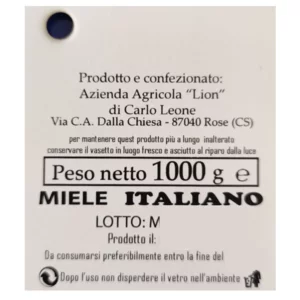 Prodotto e confezionato:
Azienda Agricola “Lion”
di Carlo Leone
Via C.A. Dalla Chiesa - 87040 Rose (CS)
per mantenere quest prodotto più a lungo inalterato
conservare il vasetto in luogo fresco e asciutto al riparo dalla luce
Peso netto 1000 g e
MIELE ITALIANO
LOTTO: M
Prodotto il:
Da consumarsi preferibilmente entro la fine del
Dopo l'uso non disperdere il vetro nell'ambiente